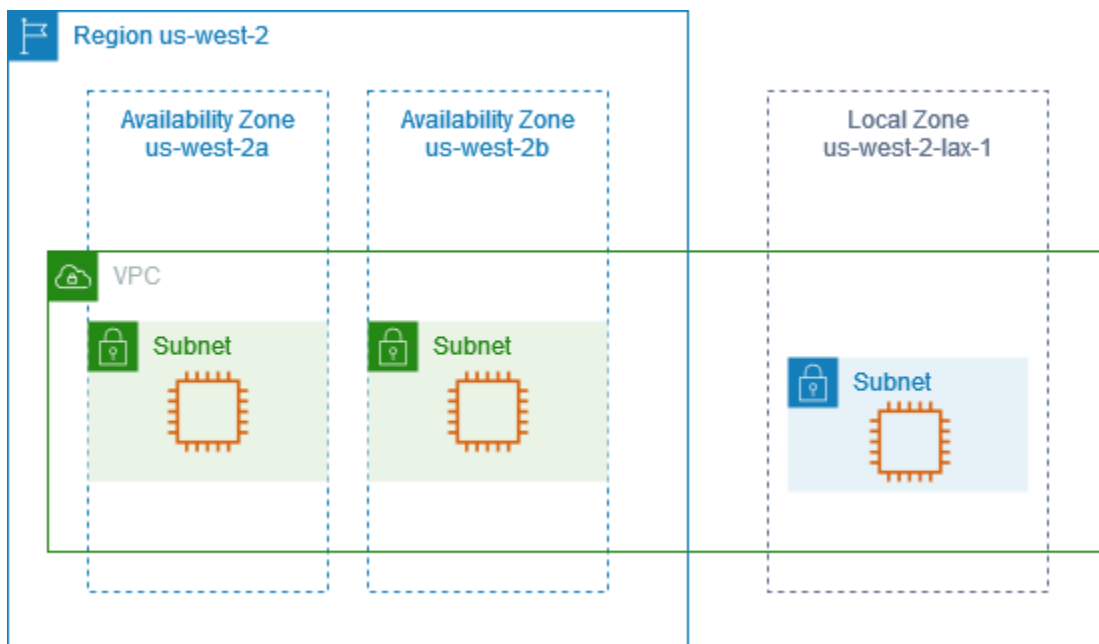 Region us-west-2
Availability Zone
us-west-2a
Availability Zone
us-west-2b
Local Zone
us-west-2-lax-1
VPC
Subnet
Subnet
Subnet